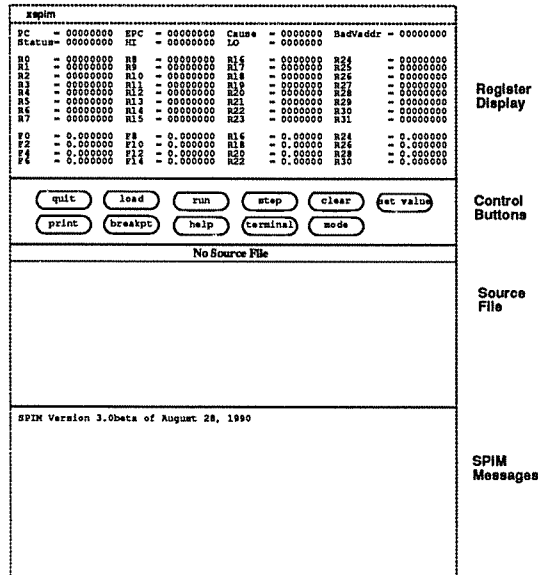 xspim
PC = 00000000 EPC = 00000000 Cause = 0000000 BadVaddr = 00000000
Status= 00000000 HI = 00000000 LO = 0000000
R0 = 00000000 R8 = 00000000 R16 = 0000000 R24 = 00000000
R1 = 00000000 R9 = 00000000 R17 = 0000000 R25 = 00000000
R2 = 00000000 R10 = 00000000 R18 = 0000000 R26 = 00000000
R3 = 00000000 R11 = 00000000 R19 = 0000000 R27 = 00000000
R4 = 00000000 R12 = 00000000 R20 = 0000000 R28 = 00000000
R5 = 00000000 R13 = 00000000 R21 = 0000000 R29 = 00000000
R6 = 00000000 R14 = 00000000 R22 = 0000000 R30 = 00000000
R7 = 00000000 R15 = 00000000 R23 = 0000000 R31 = 00000000
F0 = 0.000000 F8 = 0.000000 R16 = 0.00000 R24 = 0.000000
F2 = 0.000000 F10 = 0.000000 R18 = 0.00000 R26 = 0.000000
F4 = 0.000000 F12 = 0.000000 R20 = 0.00000 R28 = 0.000000
F6 = 0.000000 F14 = 0.000000 R22 = 0.00000 R30 = 0.000000
Register
Display
quit load run step clear set value
print breakpt help terminal mode
Control
Buttons
No Source File
Source
File
SPIM Version 3.0beta of August 28, 1990
SPIM
Messages